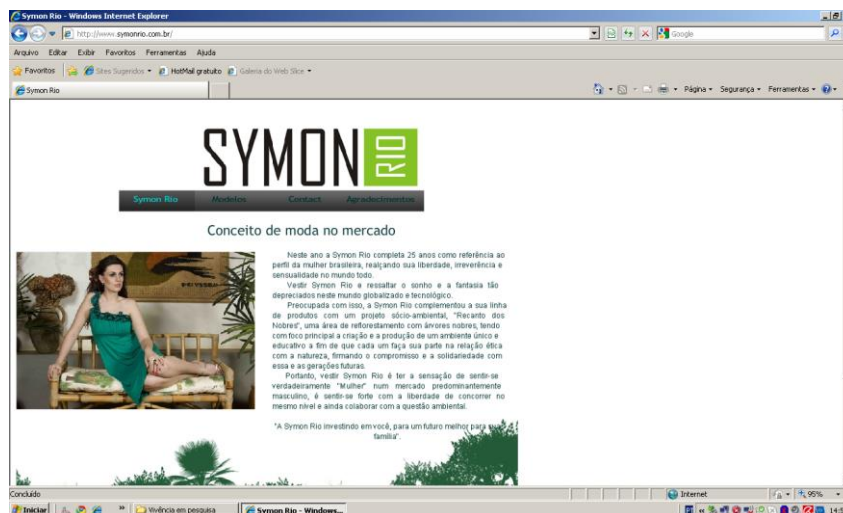 Symon Rio - Windows Internet Explorer
http://www.symonrio.com.br/
Google
Arquivo Editar Exibir Favoritos Ferramentas Ajuda
Favoritos Sites Sugeridos HotMail gratuito Galeria do Web Slice
Symon Rio
Página Segurança Ferramentas
SYMON RIO
Symon Rio Modelos Contact Agradecimentos
Conceito de moda no mercado
Neste ano a Symon Rio completa 25 anos como referência ao
perfil da mulher brasileira, realçando sua liberdade, irreverência e
sensualidade no mundo todo.
Vestir Symon Rio e ressaltar o sonho e a fantasia tão
depreciados neste mundo globalizado e tecnológico.
Preocupada com isso, a Symon Rio complementou a sua linha
de produtos com um projeto sócio-ambiental, "Recanto dos
Nobres", uma área de reflorestamento com árvores nobres, tendo
com foco principal a criação e a produção de um ambiente único e
educativo a fim de que cada um faça sua parte na relação ética
com a natureza, firmando o compromisso e a solidariedade com
essa e as gerações futuras.
Portanto, vestir Symon Rio é ter a sensação de sentir-se
verdadeiramente "Mulher" num mercado predominantemente
masculino, é sentir-se forte com a liberdade de concorrer no
mesmo nível e ainda colaborar com a questão ambiental.
"A Symon Rio investindo em você, para um futuro melhor para sua
família".
Concluído Internet 95%
Iniciar Vivência em pesquisa Symon Rio - Windows...